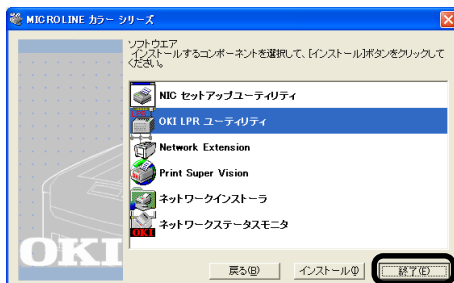 MICROLINE カラー シリーズ
ソフトウエア
インストールするコンポーネントを選択して、[インストール]ボタンをクリックして
ください。
NIC セットアップユーティリティ
OKI LPR ユーティリティ
Network Extension
Print Super Vision
ネットワークインストーラ
ネットワークステータスモニタ
OKI
OKI
戻る(B)
インストール(I)
終了(E)